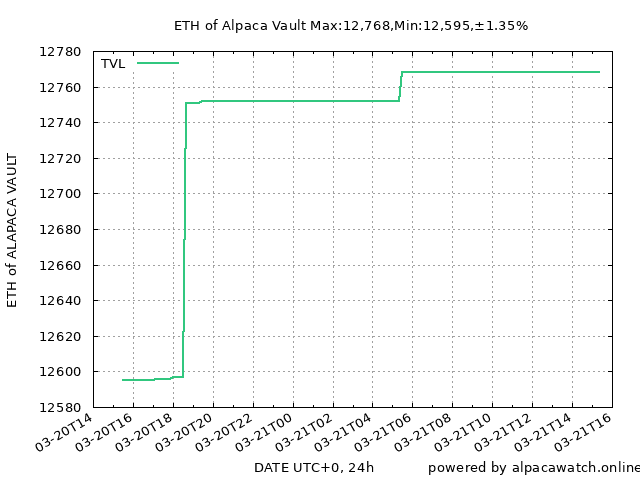 ETH of Alpaca Vault Max:12,768,Min:12,595,±1.35%
TVL
12780
12760
12740
12720
12700
12680
12660
12640
12620
12600
12580
ETH of ALAPACA VAULT
03-20T14
03-20T16
03-20T18
03-20T20
03-20T22
03-21T00
03-21T02
03-21T04
03-21T06
03-21T08
03-21T10
03-21T12
03-21T14
03-21T16
DATE UTC+0, 24h
powered by alpacawatch.online